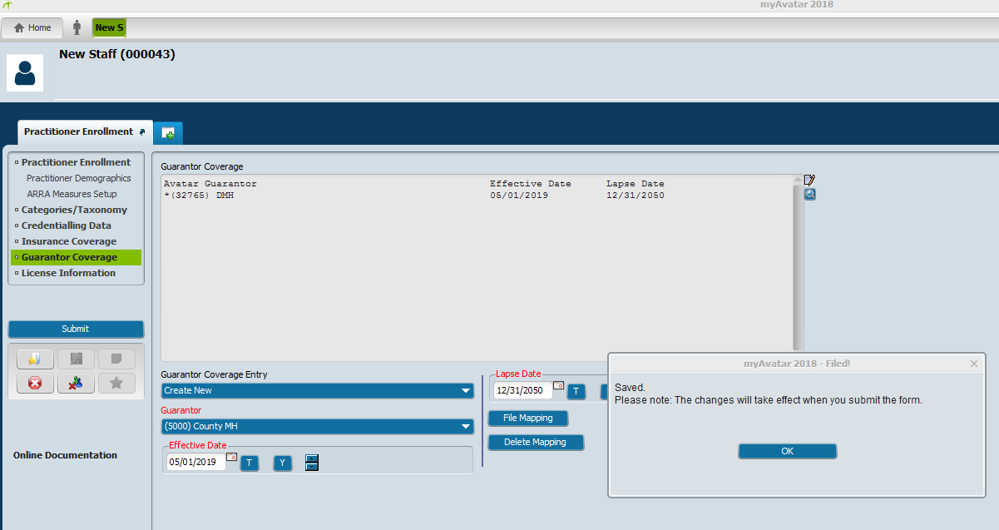 myAvatar 2018
Home
New S
New Staff (000043)
Practitioner Enrollment
Practitioner Enrollment
Practitioner Demographics
ARRA Measures Setup
Categories/Taxonomy
Credentialling Data
Insurance Coverage
Guarantor Coverage
License Information
Submit
Online Documentation
Guarantor Coverage
Avatar Guarantor Effective Date Lapse Date
*(32765) DMH 05/01/2019 12/31/2050
Guarantor Coverage Entry
Create New
Guarantor
(5000) County MH
Effective Date
05/01/2019 T Y
Lapse Date
12/31/2050 T
File Mapping
Delete Mapping
myAvatar 2018 - Filed!
Saved.
Please note: The changes will take effect when you submit the form.
OK